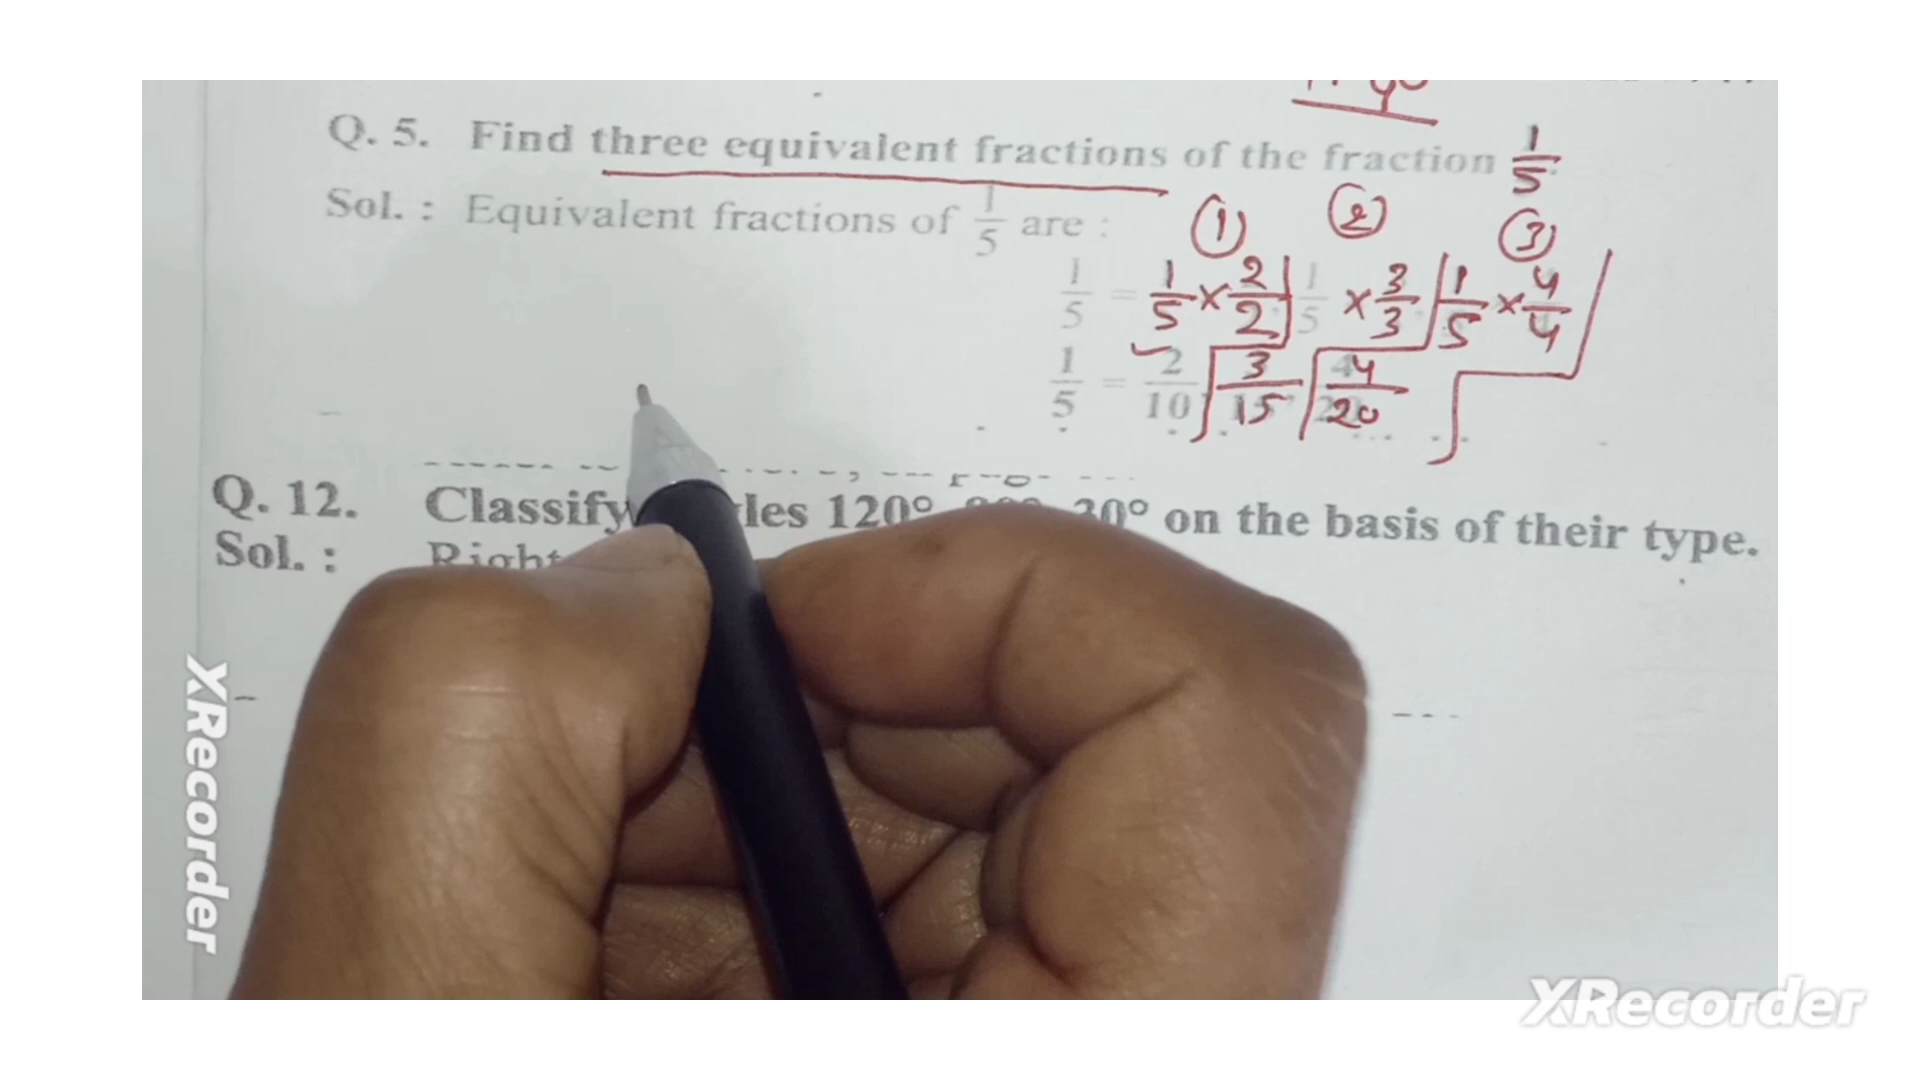 Q. 5. Find three equivalent fractions of the fraction 1/5
Sol. : Equivalent fractions of 1/5 are :
① ② ③
1/5 = 1/5 × 2/2 | 1/5 × 3/3 | 1/5 × 4/4
1/5 = 2/10 3/15 4/20
Q. 12. Classify 120° on the basis of their type.
Sol. : Right
XRecorder
XRecorder